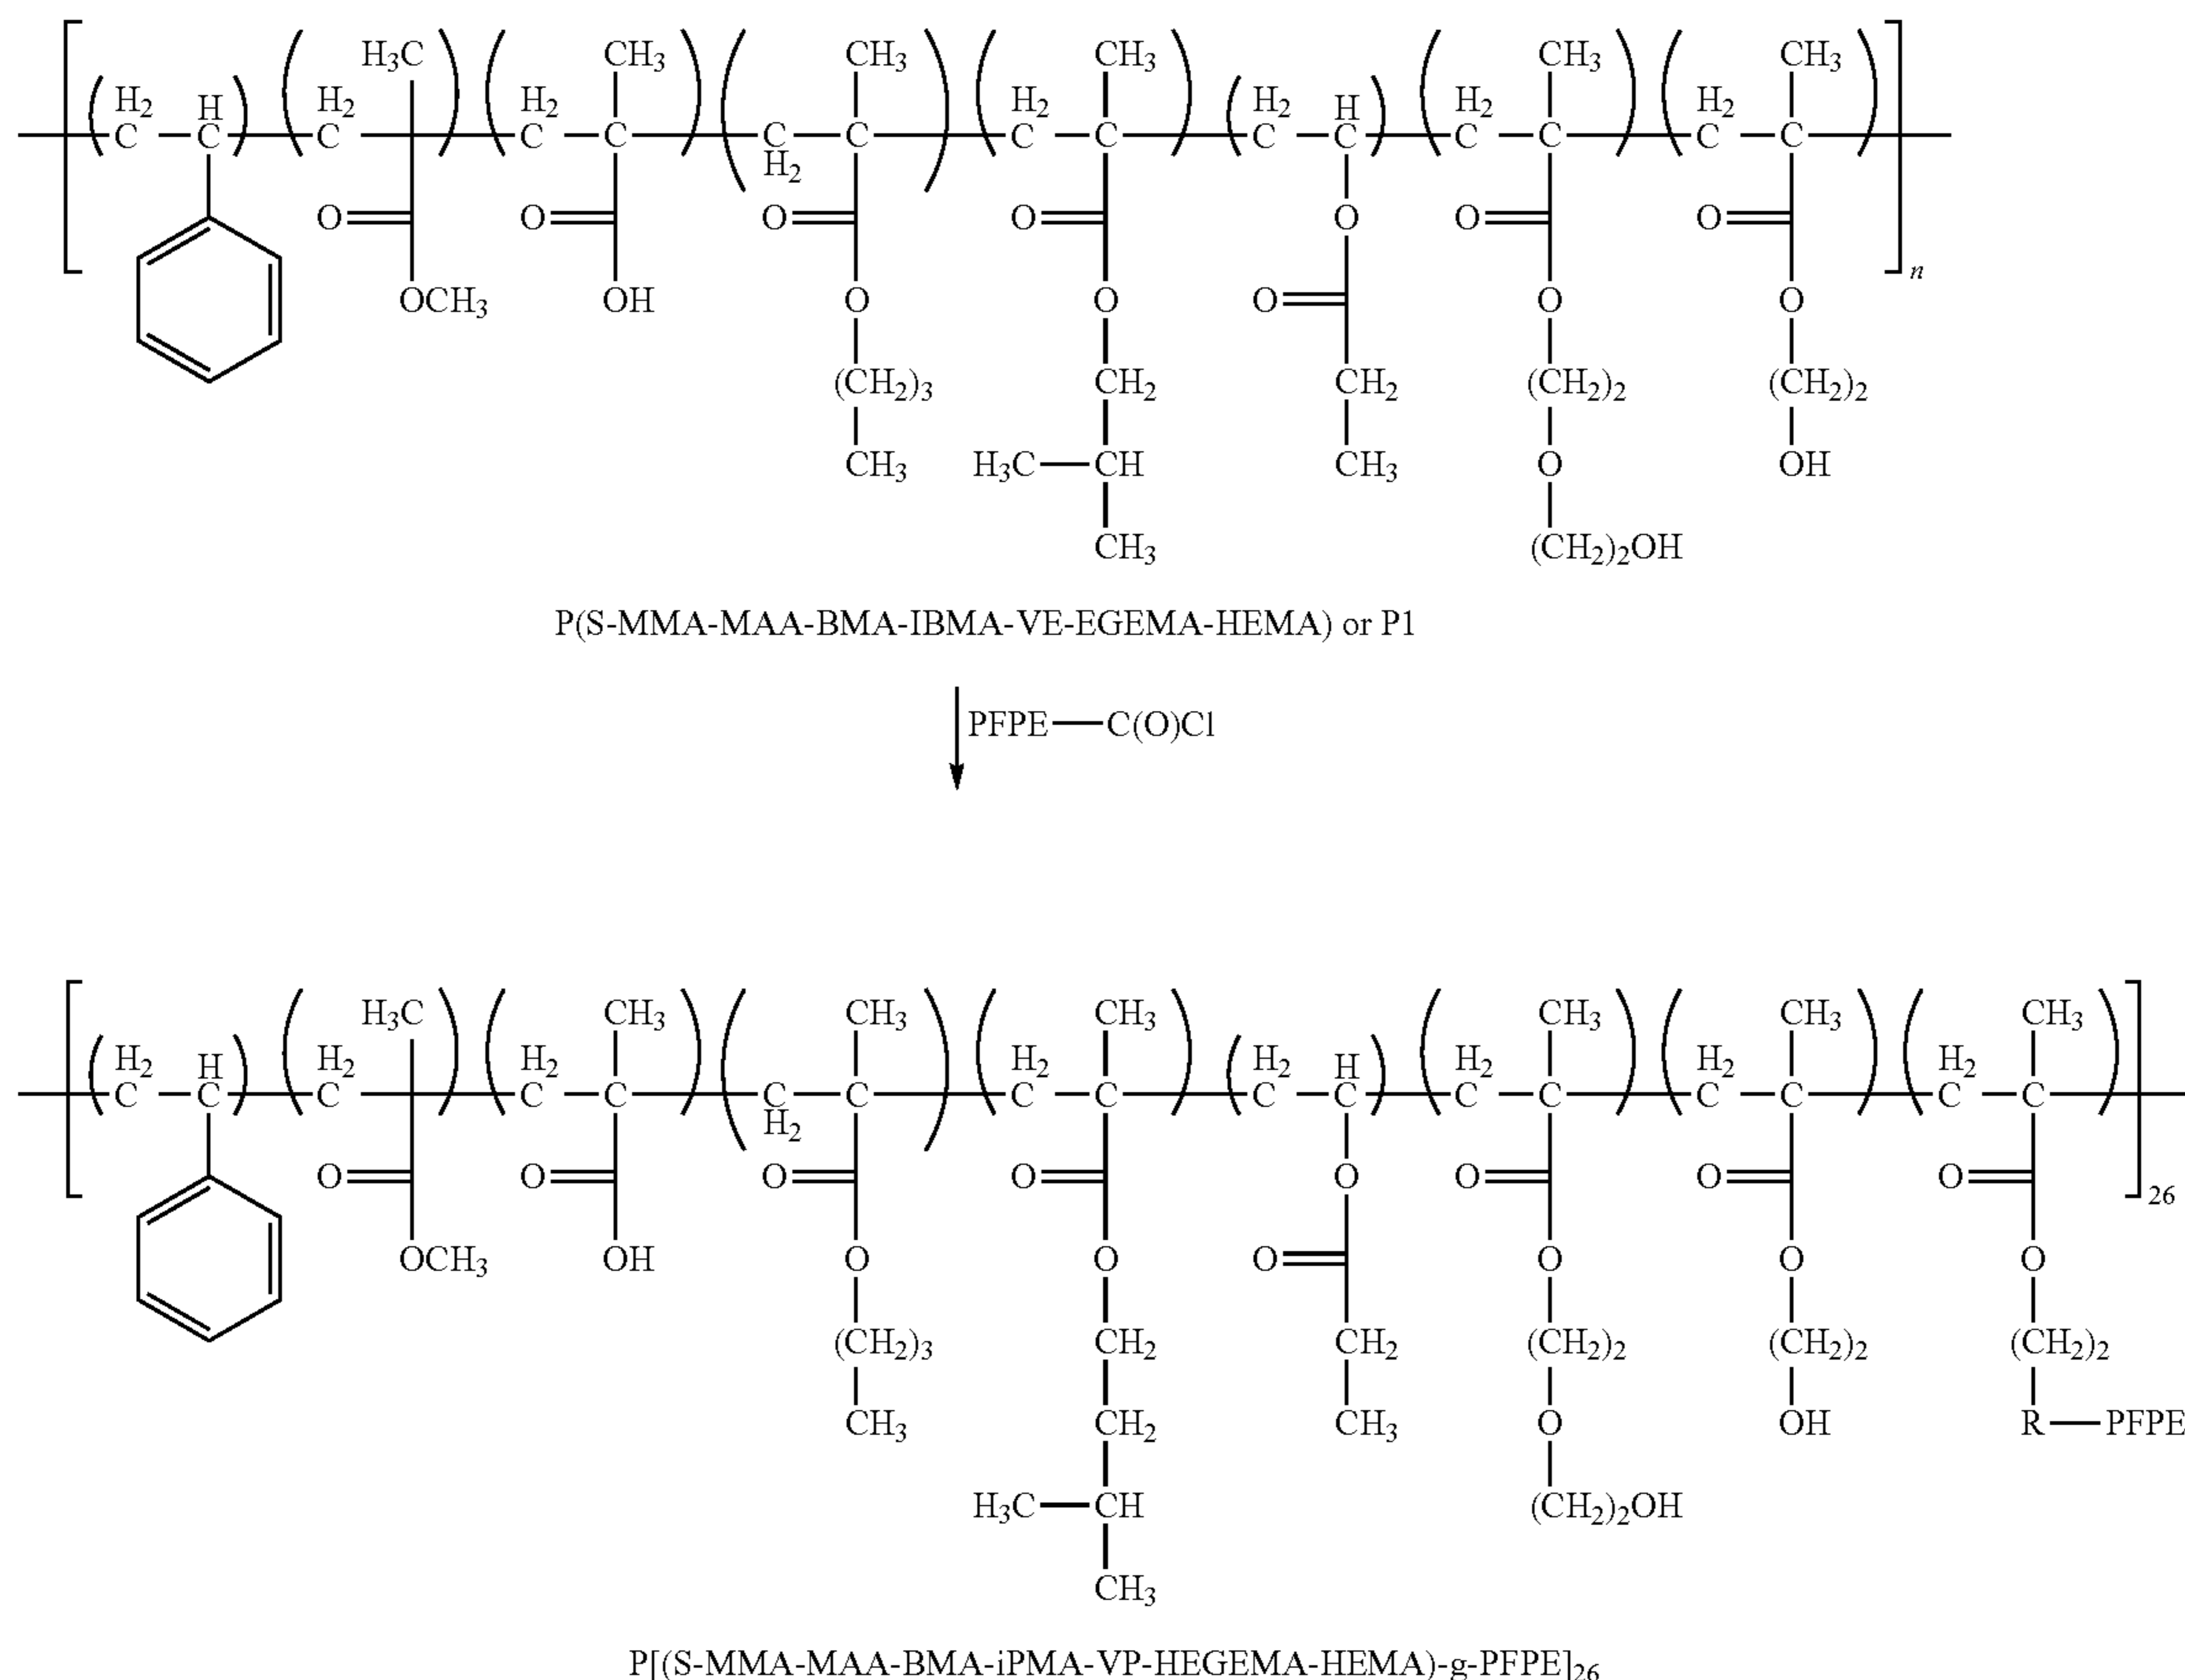 H3C CH3 CH3 CH3 CH3 CH3
H2 H H2 H2 H2 H2 H H2 H2
C C C C C C C C C C C C C C C
H2
O O O O O O O
OCH3 OH O O O O O
(CH2)3 CH2 CH2 (CH2)2 (CH2)2
CH3 H3C CH CH3 O OH
CH3 (CH2)2OH
n
P(S-MMA-MAA-BMA-IBMA-VE-EGEMA-HEMA) or P1
PFPE—C(O)Cl
H3C CH3 CH3 CH3 CH3 CH3 CH3
H2 H H2 H2 H2 H2 H H2 H2 H2
C C C C C C C C C C C C C C C C C
H2
O O O O O O O O
26
OCH3 OH O O O O O O
(CH2)3 CH2 CH2 (CH2)2 (CH2)2 (CH2)2
CH3 CH2 CH3 O OH R—PFPE
H3C CH (CH2)2OH
CH3
P[(S-MMA-MAA-BMA-iPMA-VP-HEGEMA-HEMA)-g-PFPE]26